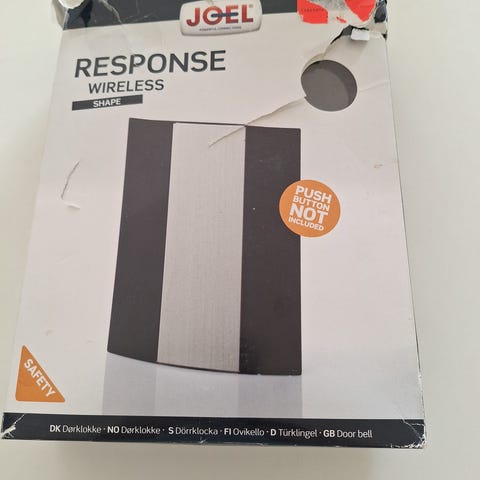 JOEL
RESPONSE
WIRELESS
SHAPE
PUSH
BUTTON
NOT
INCLUDED
SAFETY
DK Dørklokke · NO Dørklokke · S Dörrklocka · FI Ovikello · D Türklingel · GB Door bell